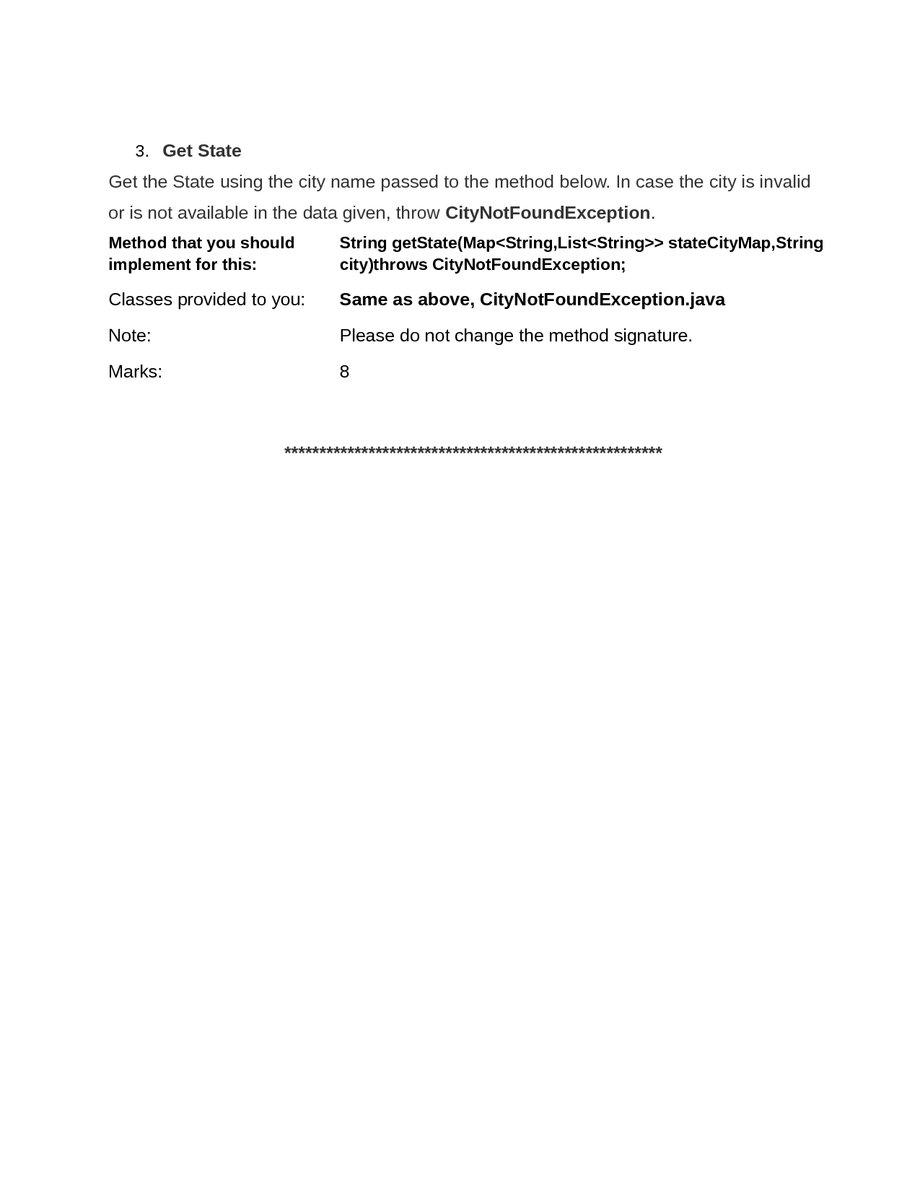 3. Get State
Get the State using the city name passed to the method below. In case the city is invalid
or is not available in the data given, throw CityNotFoundException.
Method that you should String getState(Map<String,List<String>> stateCityMap,String
implement for this: city)throws CityNotFoundException;
Classes provided to you: Same as above, CityNotFoundException.java
Note: Please do not change the method signature.
Marks: 8
******************************************************